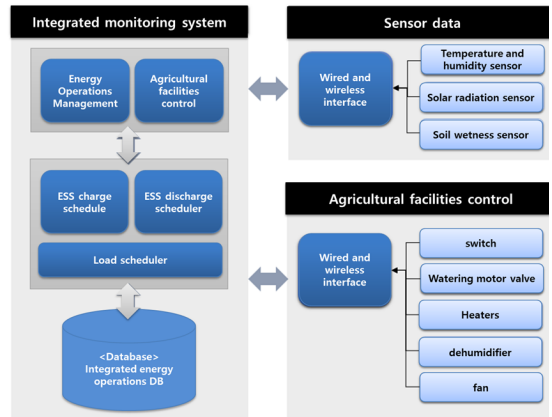 Integrated monitoring system
Energy
Operations
Management
Agricultural
facilities
control
ESS charge
schedule
ESS discharge
scheduler
Load scheduler
<Database>
Integrated energy
operations DB
Sensor data
Wired and
wireless
interface
Temperature and
humidity sensor
Solar radiation sensor
Soil wetness sensor
Agricultural facilities control
Wired and
wireless
interface
switch
Watering motor valve
Heaters
dehumidifier
fan